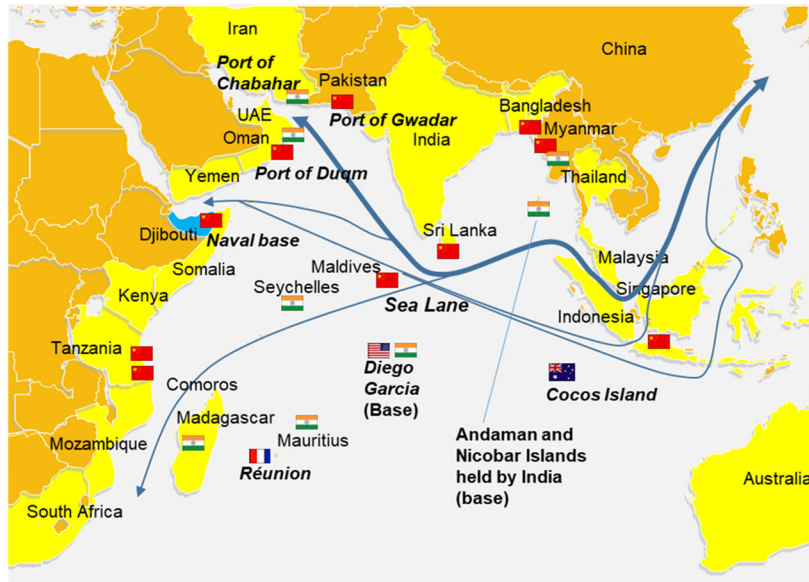 Iran
China
Port of
Chabahar
Pakistan
Bangladesh
UAE
Port of Gwadar
Myanmar
Oman
India
Yemen
Port of Duqm
Thailand
Djibouti
Naval base
Sri Lanka
Somalia
Maldives
Malaysia
Kenya
Seychelles
Singapore
Sea Lane
Indonesia
Tanzania
Diego
Garcia
(Base)
Comoros
Cocos Island
Madagascar
Mauritius
Mozambique
Réunion
Andaman and
Nicobar Islands
held by India
(base)
Australia
South Africa